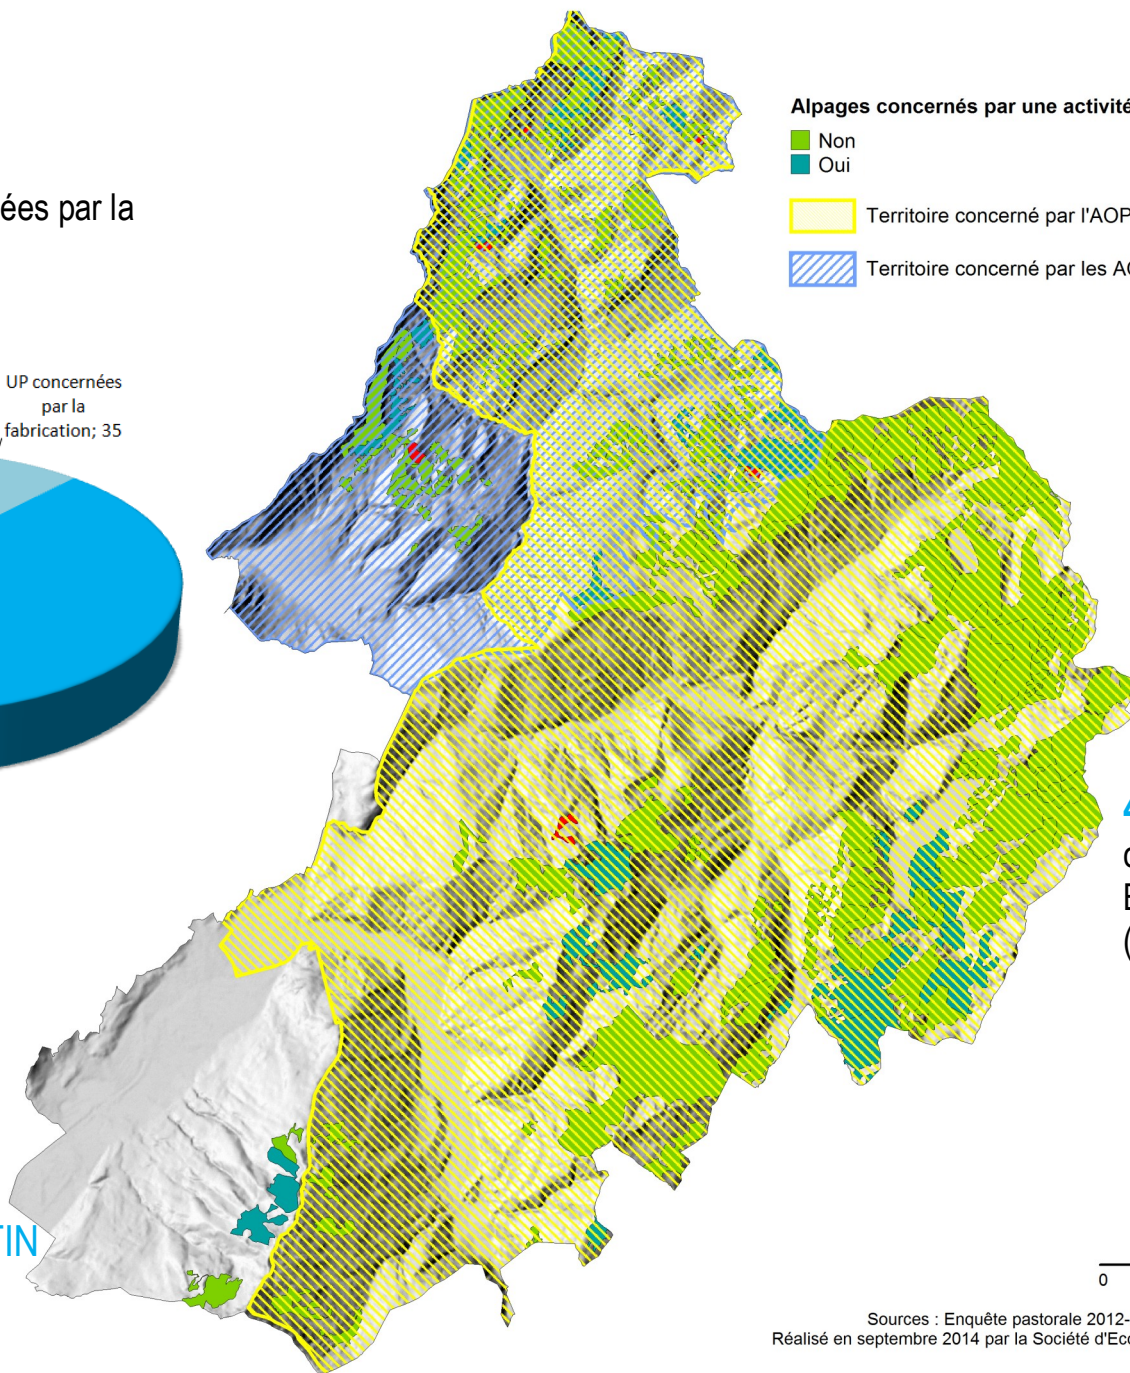 Alpages concernés par une activité
Non
Oui
Territoire concerné par l'AOP
Territoire concerné par les
ées par la
UP concernées
par la
fabrication; 35
TIN
0
Sources : Enquête pastorale 2012-
Réalisé en septembre 2014 par la Société d'Eco